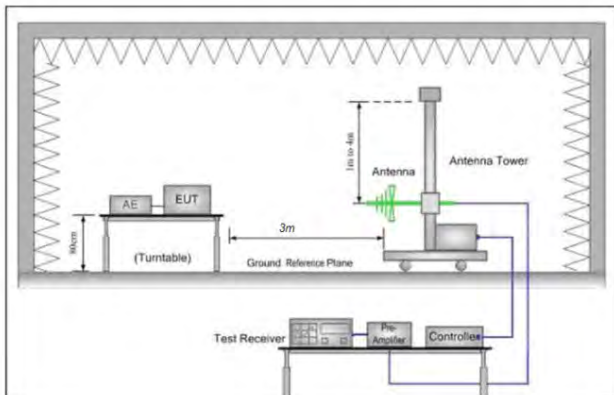 1m to 4m
Antenna
Antenna Tower
AE
EUT
3m
80cm
(Turntable)
Ground Reference Plane
Test Receiver
Pre-
Amplifier
Controller